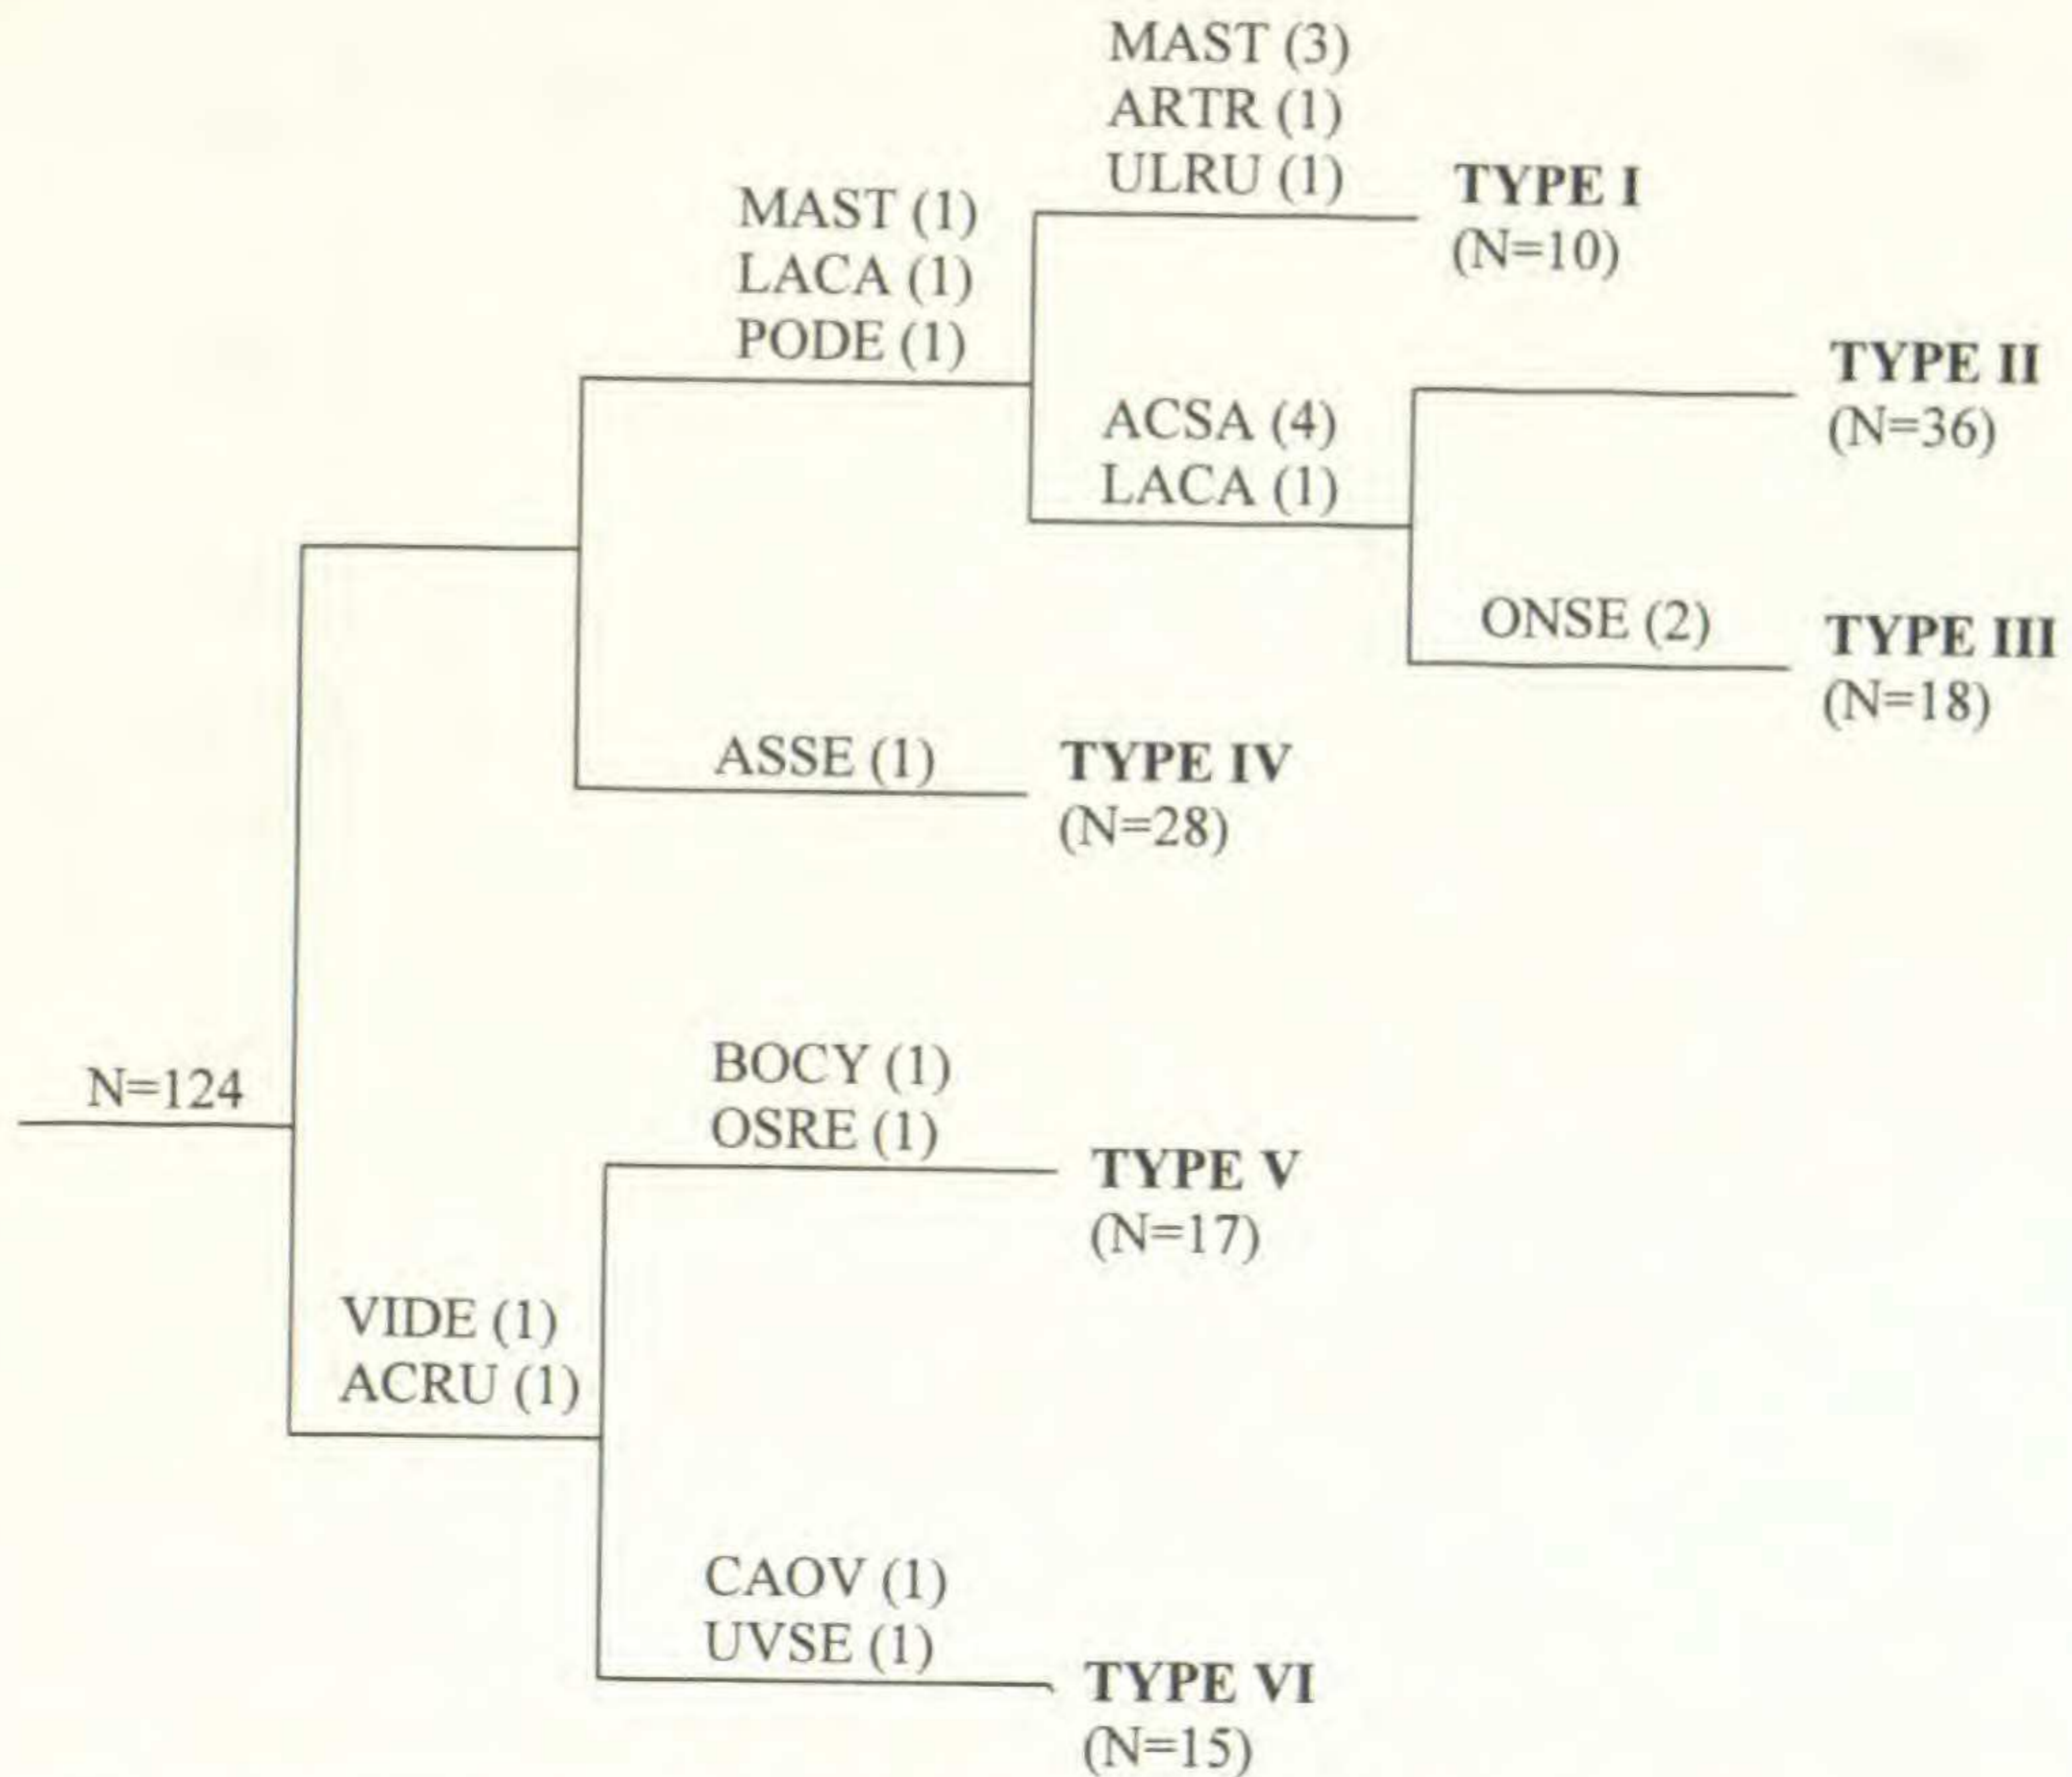 MAST (3)
ARTR (1)
ULRU (1)
TYPE I
(N=10)
MAST (1)
LACA (1)
PODE (1)
TYPE II
(N=36)
ACSA (4)
LACA (1)
ONSE (2)
TYPE III
(N=18)
ASSE (1)
TYPE IV
(N=28)
N=124
BOCY (1)
OSRE (1)
TYPE V
(N=17)
VIDE (1)
ACRU (1)
CAOV (1)
UVSE (1)
TYPE VI
(N=15)